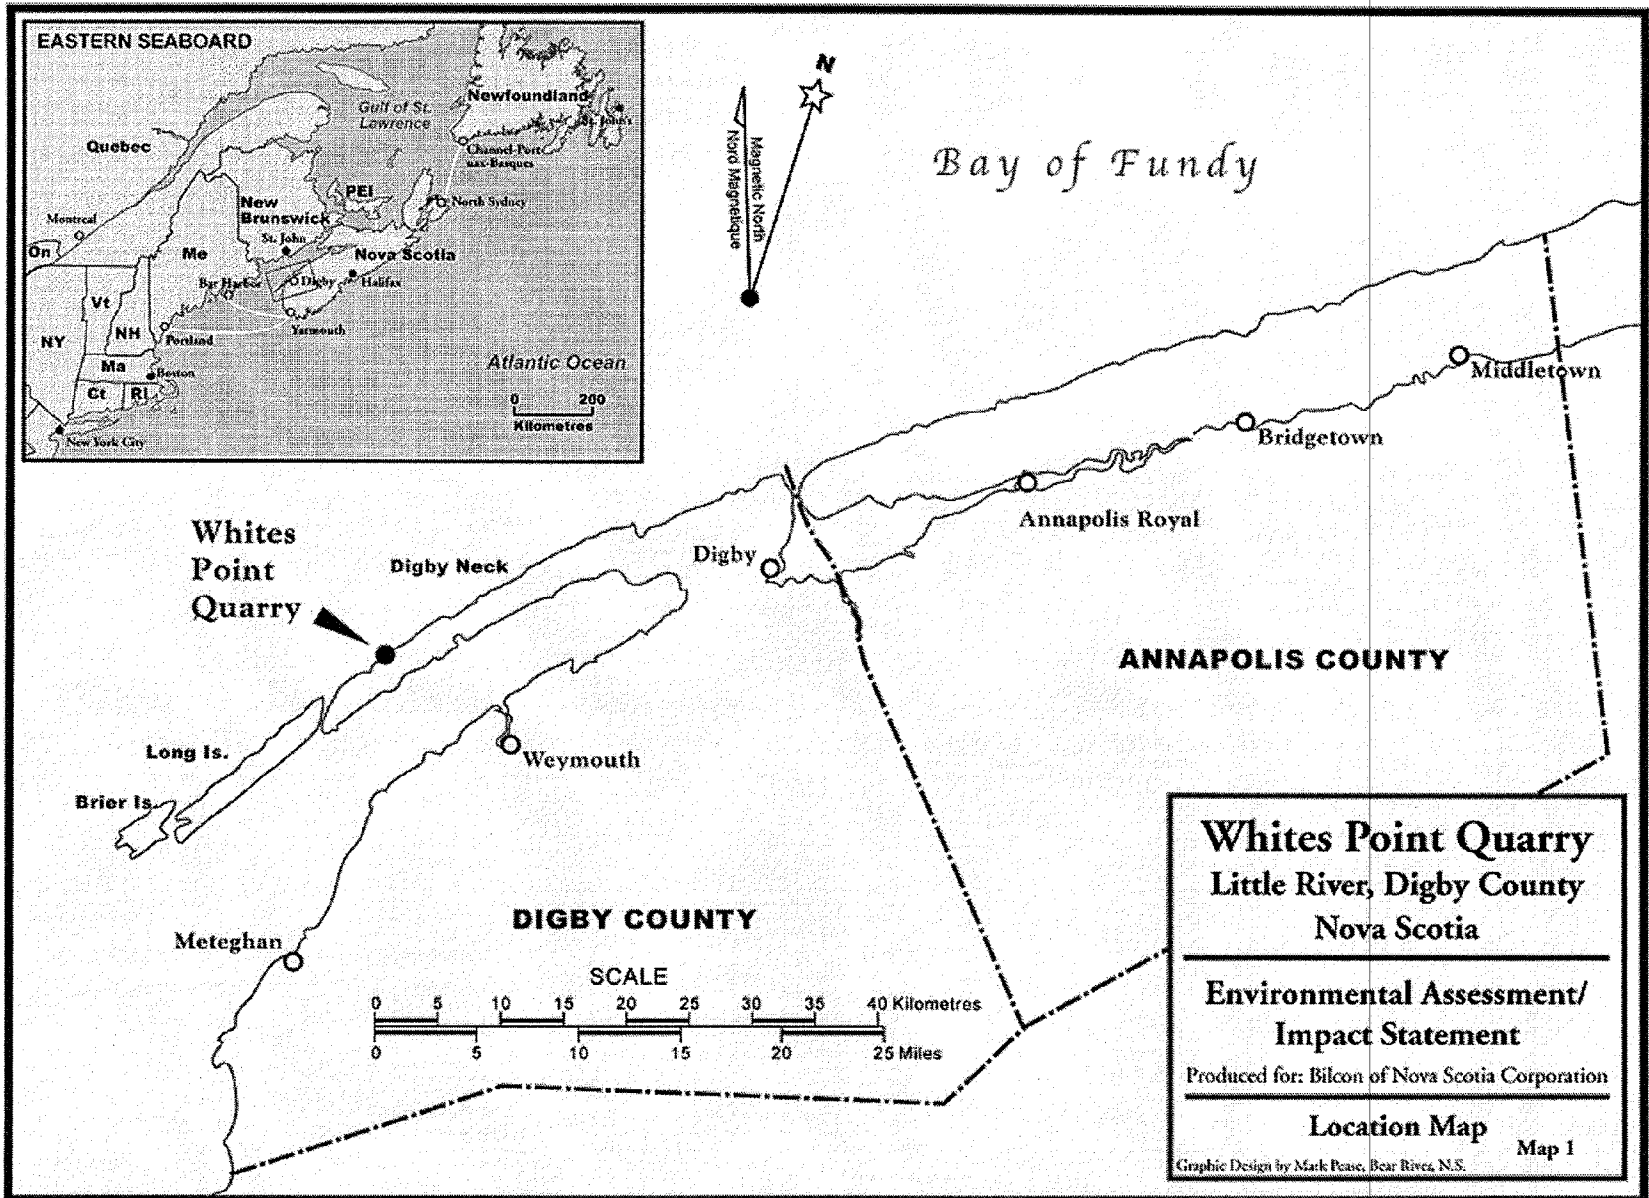 EASTERN SEABOARD
Gulf of St.
Lawrence
Newfoundland
St. John's
Quebec
Channel-Port
aux-Basques
PEI
North Sydney
New
Brunswick
Montreal
St. John
On
Me
Nova Scotia
Bar Harbor
Digby
Halifax
Vt
Yarmouth
NH
Portland
NY
Ma
Boston
Atlantic Ocean
Ct
RI
0 200
Kilometres
New York City
N
Nord Magnetique
Magnetic North
Bay of Fundy
Middletown
Bridgetown
Annapolis Royal
Whites
Point
Quarry
Digby Neck
Digby
ANNAPOLIS COUNTY
Long Is.
Weymouth
Brier Is.
DIGBY COUNTY
Meteghan
SCALE
0 5 10 15 20 25 30 35 40 Kilometres
0 5 10 15 20 25 Miles
Whites Point Quarry
Little River, Digby County
Nova Scotia
Environmental Assessment/
Impact Statement
Produced for: Bilcon of Nova Scotia Corporation
Location Map
Map 1
Graphic Design by Mark Pease, Bear River, N.S.